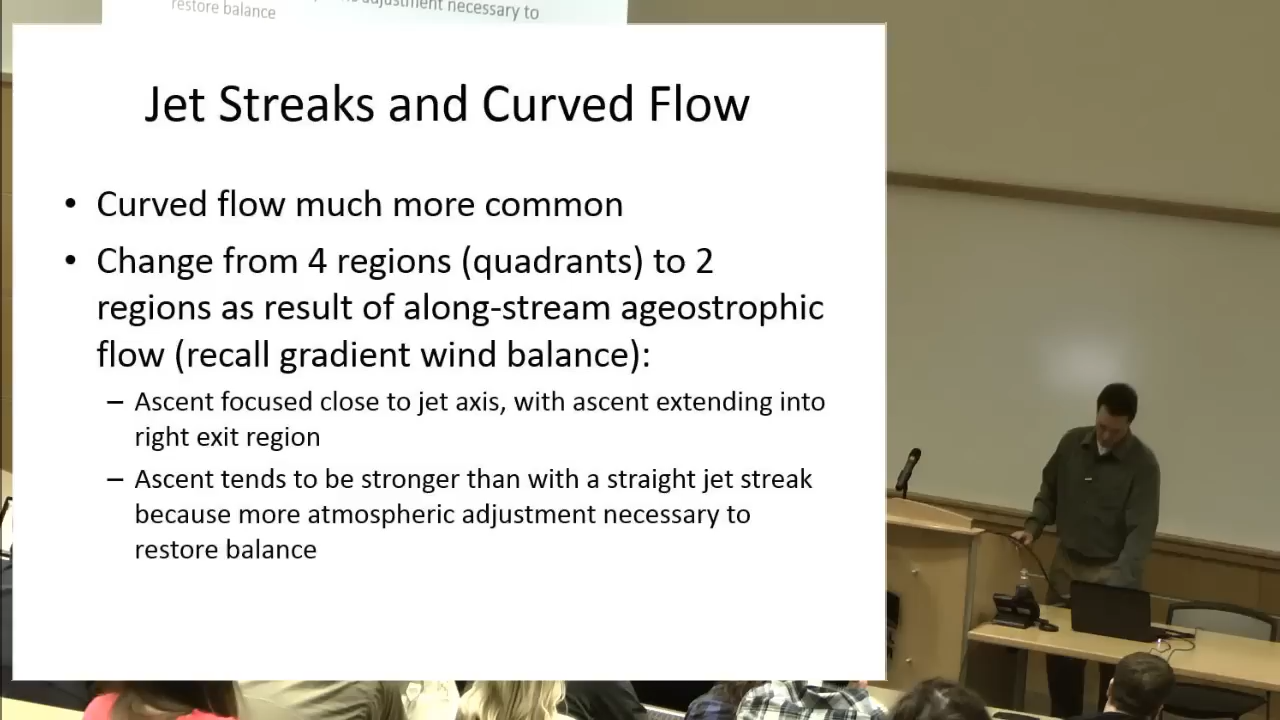 adjustment necessary to
restore balance
Jet Streaks and Curved Flow
• Curved flow much more common
• Change from 4 regions (quadrants) to 2
regions as result of along-stream ageostrophic
flow (recall gradient wind balance):
– Ascent focused close to jet axis, with ascent extending into
right exit region
– Ascent tends to be stronger than with a straight jet streak
because more atmospheric adjustment necessary to
restore balance